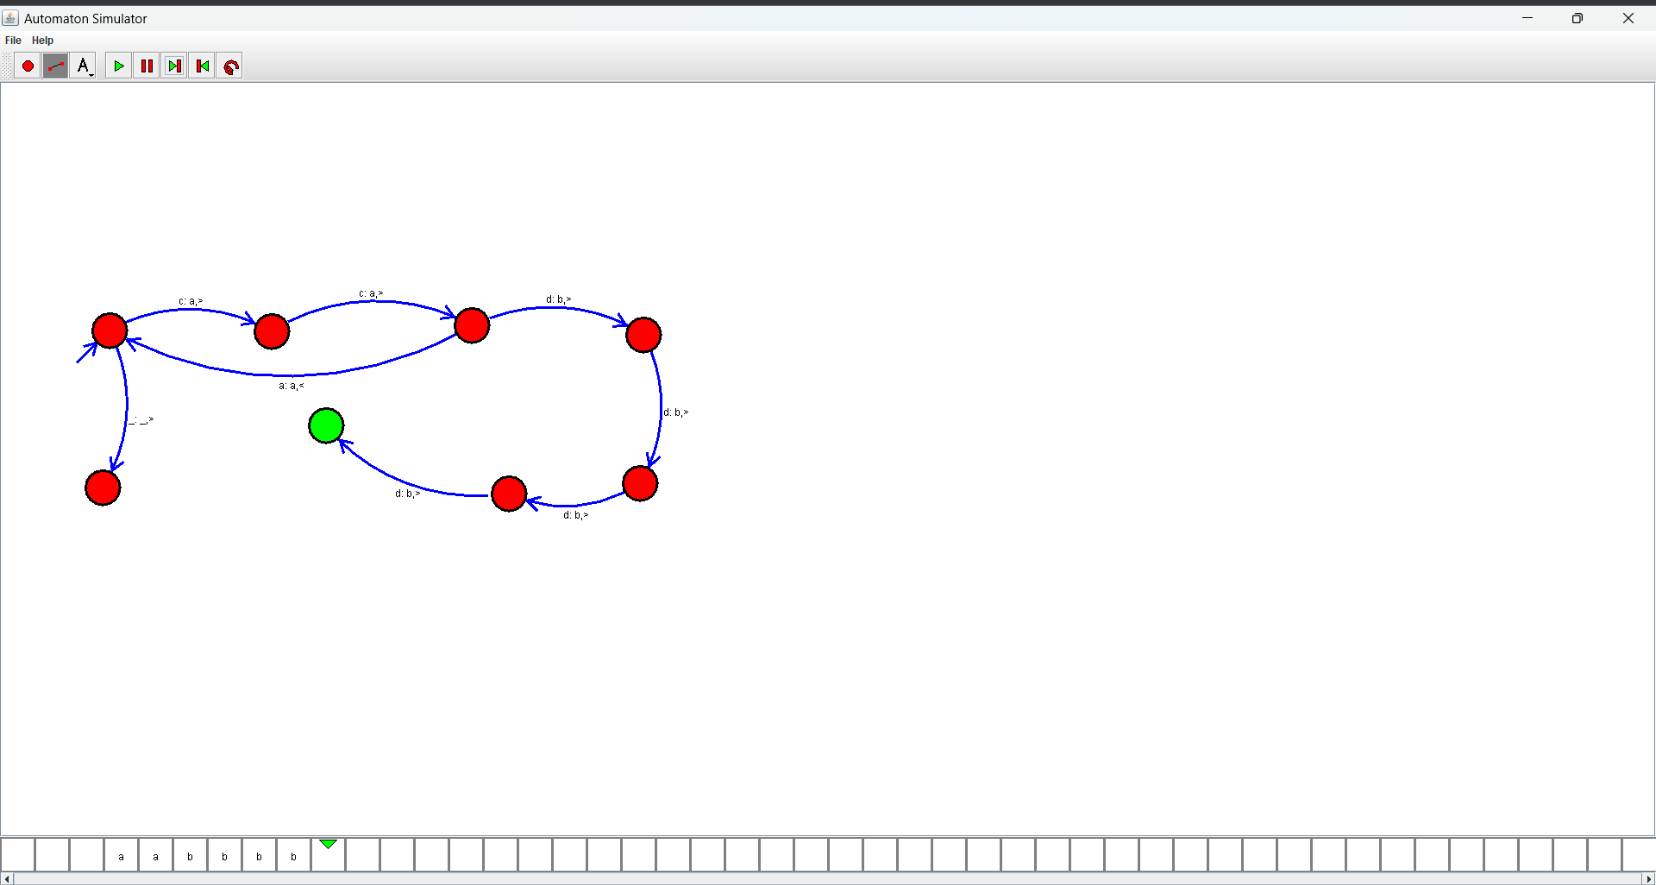 Automaton Simulator
File Help
A
c: a,>
c: a,>
d: b,>
a: a,<
d: b,>
_: _,>
d: b,>
d: b,>
a a b b b b